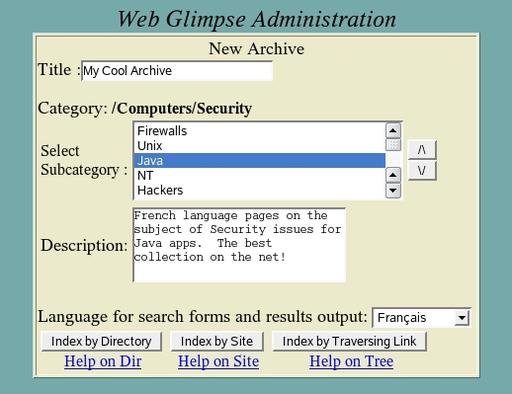 Web Glimpse Administration
New Archive
Title : My Cool Archive
Category: /Computers/Security
Select
Subcategory :
Firewalls
Unix
Java
NT
Hackers
/\
\/
Description:
French language pages on the
subject of Security issues for
Java apps.  The best
collection on the net!
Language for search forms and results output: Français
Index by Directory Index by Site Index by Traversing Link
Help on Dir Help on Site Help on Tree